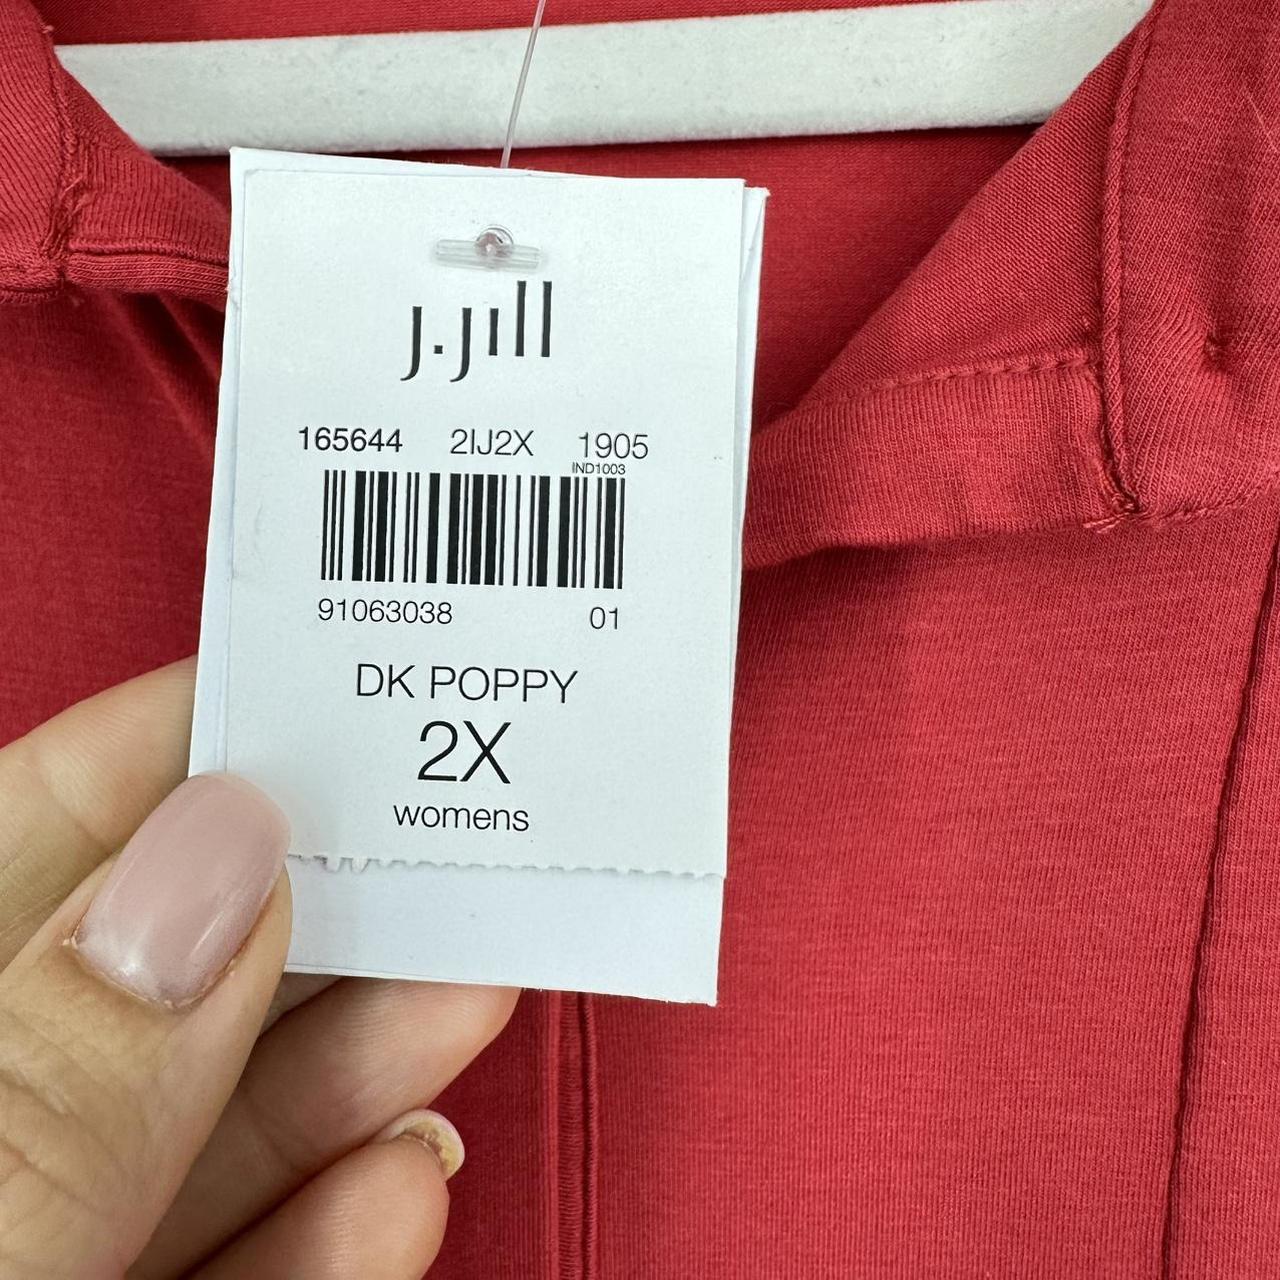 J.Jill
165644 2IJ2X 1905
IND1003
91063038 01
DK POPPY
2X
womens